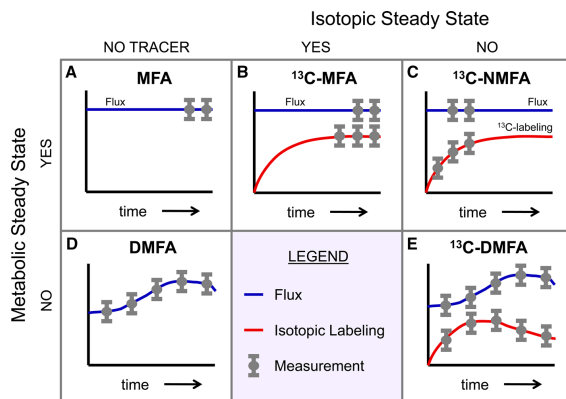 Isotopic Steady State
NO TRACER YES NO
Metabolic Steady State
YES
NO
A MFA
Flux
time
B ¹³C-MFA
Flux
time
C ¹³C-NMFA
Flux
¹³C-labeling
time
D DMFA
time
LEGEND
Flux
Isotopic Labeling
Measurement
E ¹³C-DMFA
time